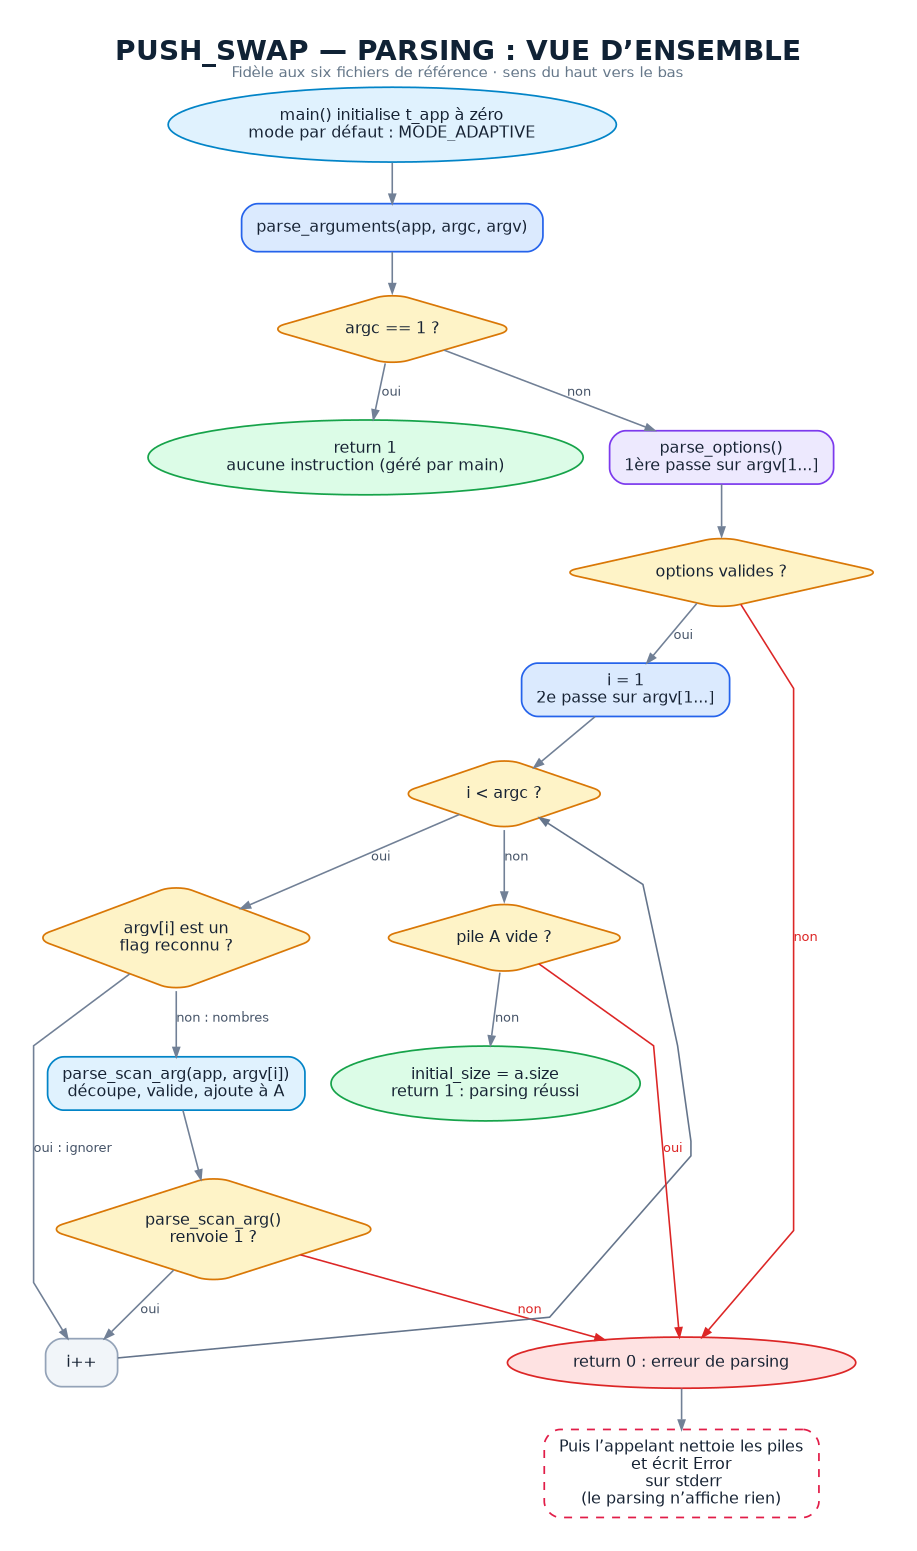 PUSH_SWAP — PARSING : VUE D’ENSEMBLE
Fidèle aux six fichiers de référence · sens du haut vers le bas
main() initialise t_app à zéro
mode par défaut : MODE_ADAPTIVE
parse_arguments(app, argc, argv)
argc == 1 ?
oui
non
return 1
aucune instruction (géré par main)
parse_options()
1ère passe sur argv[1...]
options valides ?
oui
i = 1
2e passe sur argv[1...]
i < argc ?
oui
non
argv[i] est un
flag reconnu ?
pile A vide ?
non
non : nombres
non
parse_scan_arg(app, argv[i])
découpe, valide, ajoute à A
initial_size = a.size
return 1 : parsing réussi
oui : ignorer
oui
parse_scan_arg()
renvoie 1 ?
oui
non
i++
return 0 : erreur de parsing
Puis l’appelant nettoie les piles
et écrit Error
sur stderr
(le parsing n’affiche rien)